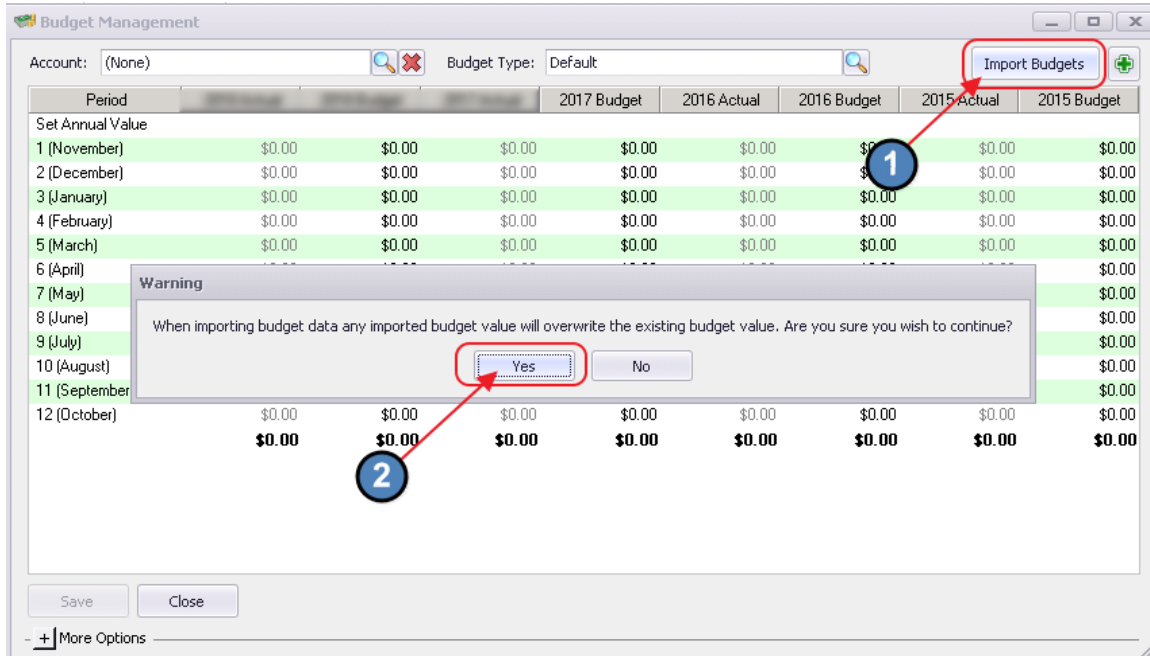 Budget Management
Account: (None) Budget Type: Default Import Budgets
Period 2017 Budget 2016 Actual 2016 Budget 2015 Actual 2015 Budget
Set Annual Value
1 (November) $0.00 $0.00 $0.00 $0.00 $0.00 $0.00 $0.00
1
2 (December) $0.00 $0.00 $0.00 $0.00 $0.00 $0.00 $0.00
3 (January) $0.00 $0.00 $0.00 $0.00 $0.00 $0.00 $0.00 $0.00
4 (February) $0.00 $0.00 $0.00 $0.00 $0.00 $0.00 $0.00 $0.00
5 (March) $0.00 $0.00 $0.00 $0.00 $0.00 $0.00 $0.00 $0.00
6 (April) $0.00
Warning
7 (May) $0.00
8 (June) $0.00
When importing budget data any imported budget value will overwrite the existing budget value. Are you sure you wish to continue?
9 (July) $0.00
Yes No
10 (August) $0.00
11 (September $0.00
12 (October) $0.00 $0.00 $0.00 $0.00 $0.00 $0.00 $0.00 $0.00
$0.00 $0.00 $0.00 $0.00 $0.00 $0.00 $0.00 $0.00
2
Save Close
+ More Options